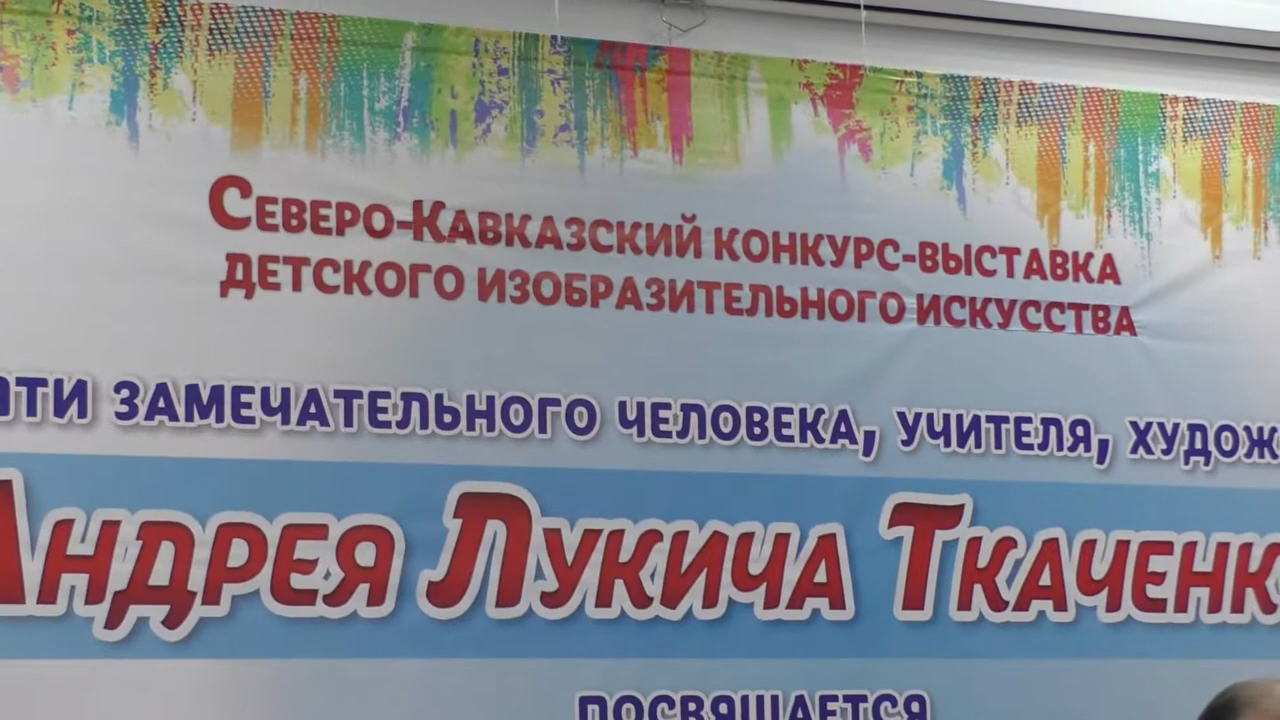 Северо-Кавказский конкурс-выставка
детского изобразительного искусства
замечательного человека, учителя,
Андрея Лукича
посвящается